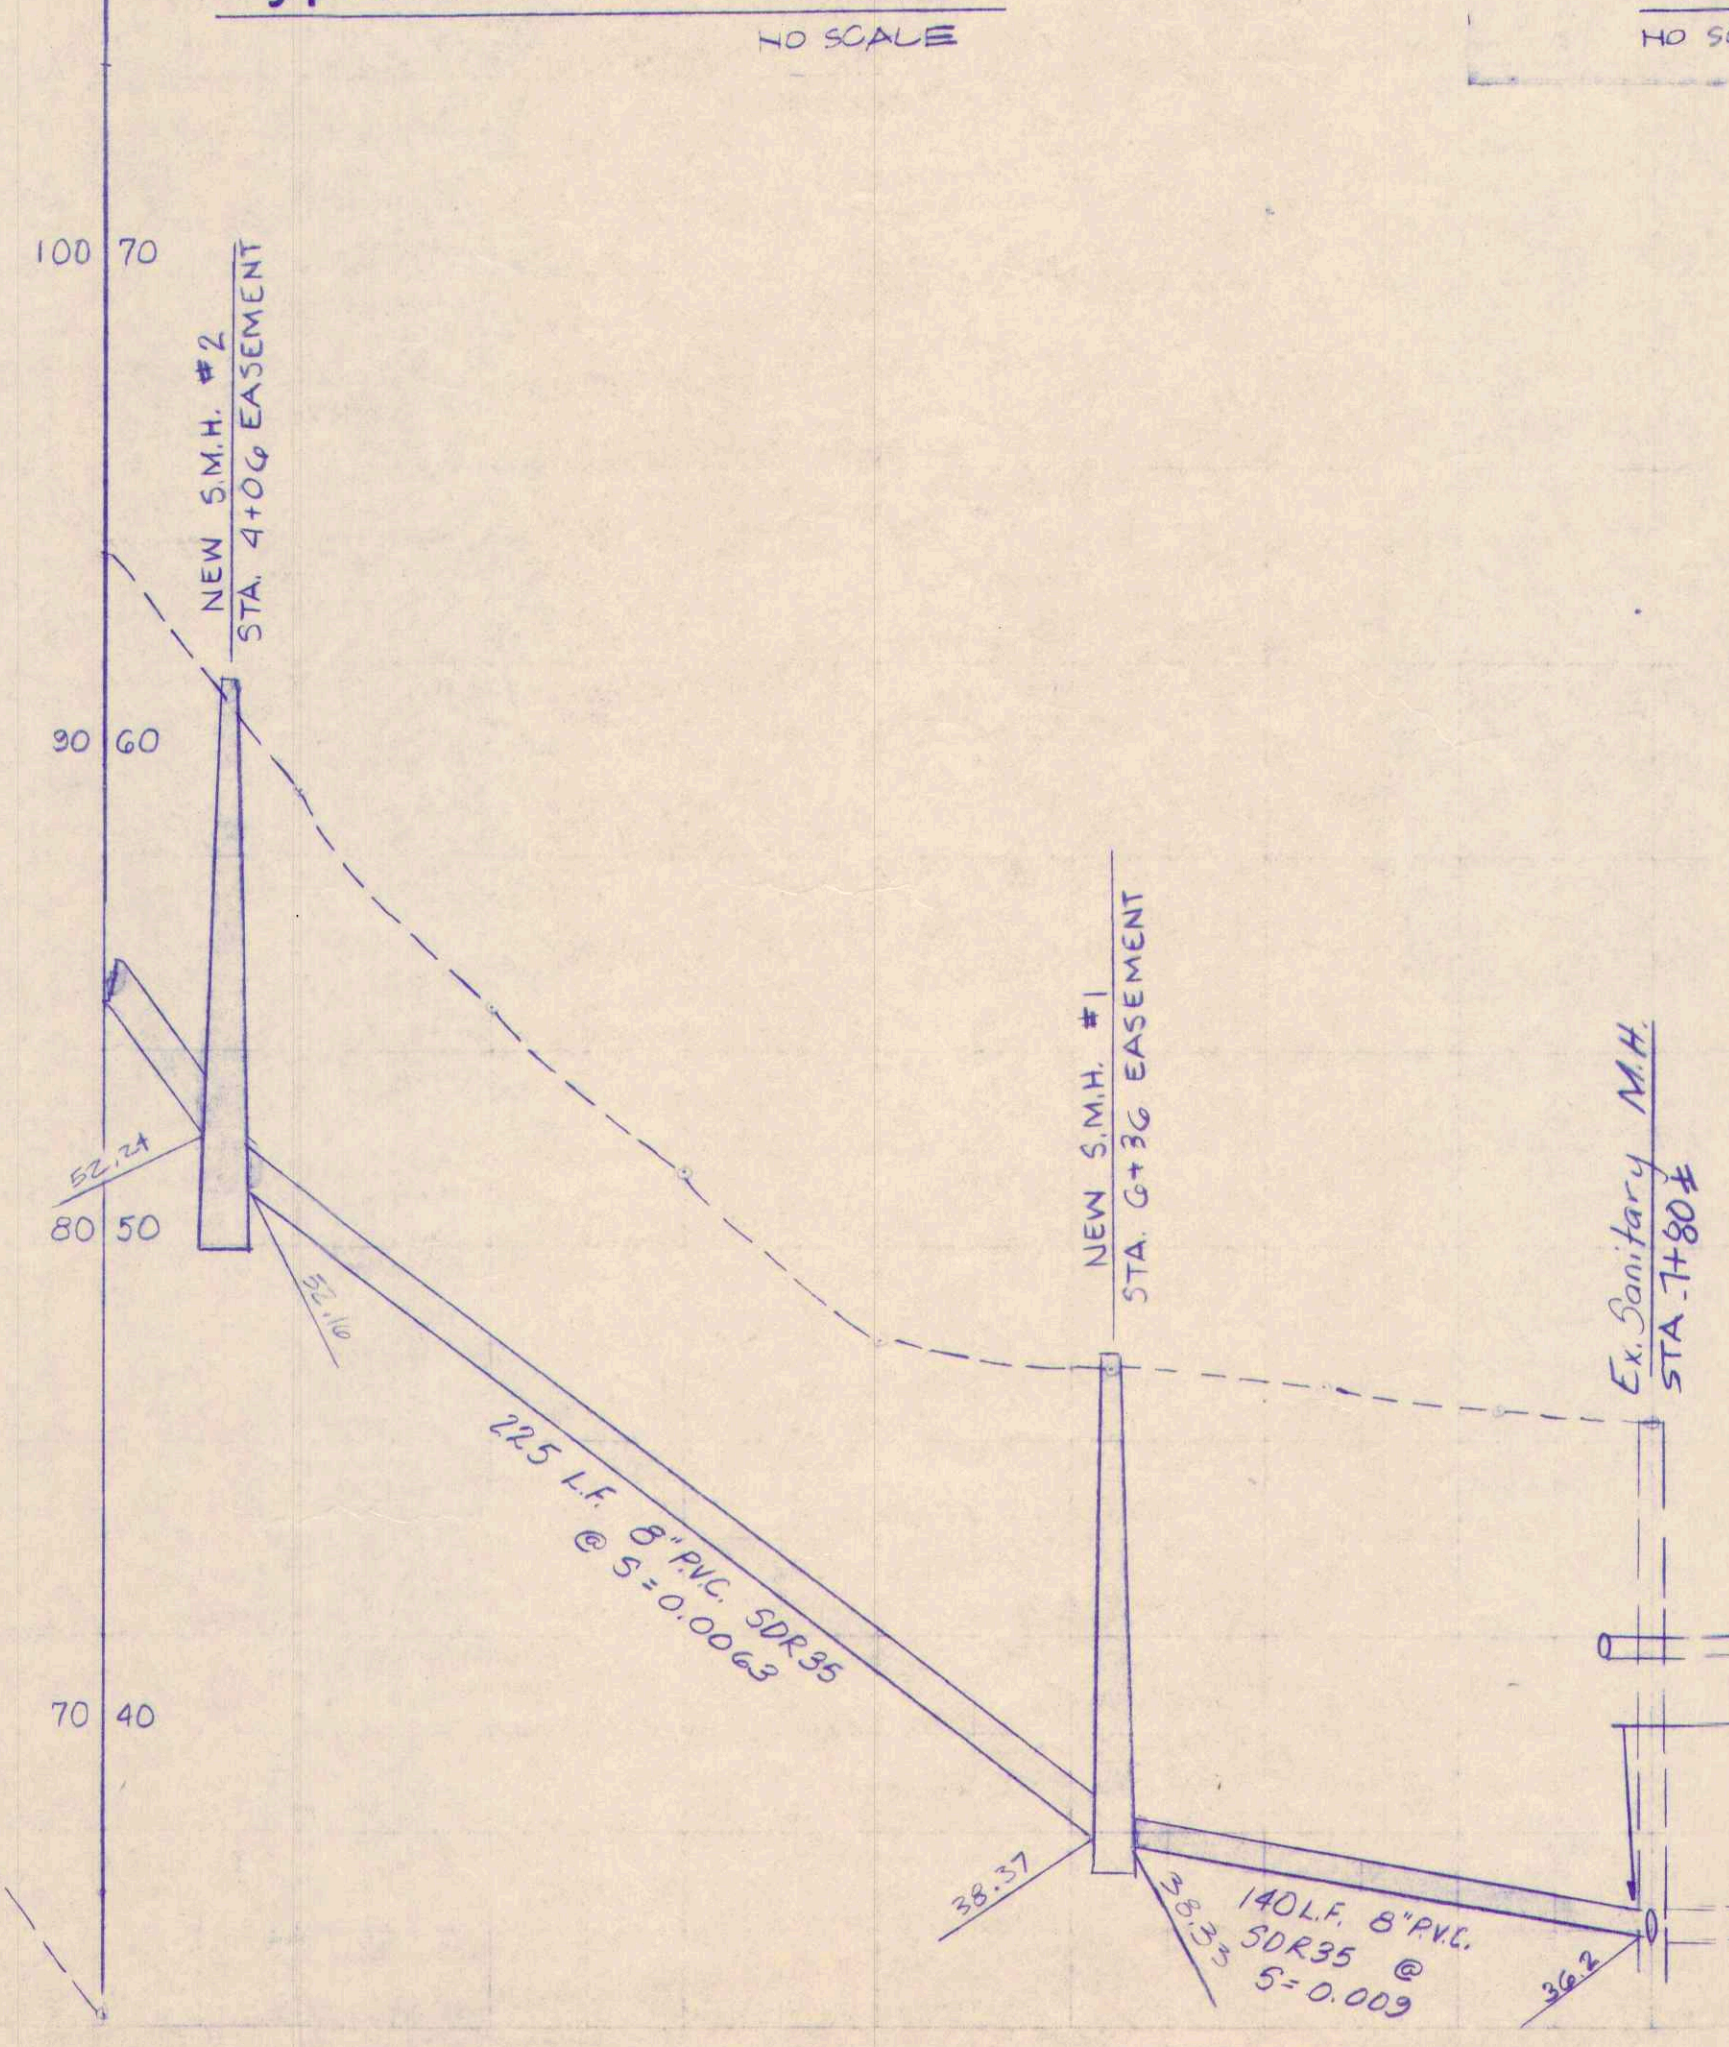 NO SCALE
NO
100 70
NEW S.M.H. #2
STA. 4+06 EASEMENT
90 60
52.24
80 50
52.16
NEW S.M.H. #1
STA. 6+36 EASEMENT
Ex. Sanitary M.H.
STA. 7+80±
225 L.F. 8" P.V.C. SDR35
@ S=0.0063
70 40
38.37
38.33
140 L.F. 8" P.V.C.
SDR35 @
S=0.009
36.2